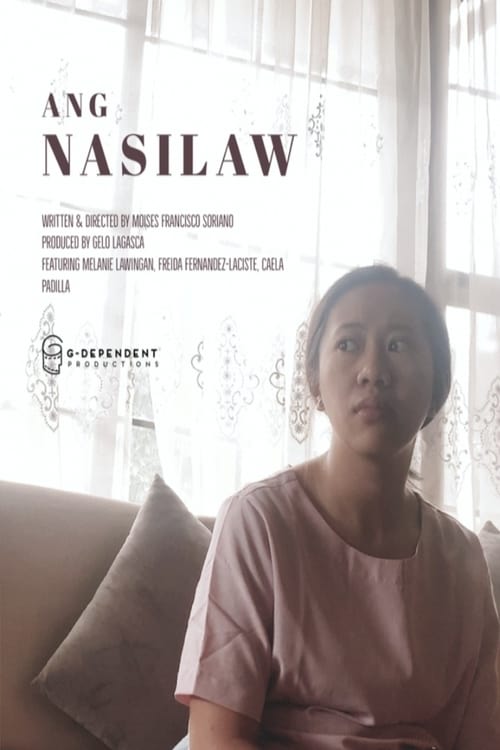 ANG
NASILAW
WRITTEN & DIRECTED BY MOISES FRANCISCO SORIANO
PRODUCED BY GELO LAGASCA
FEATURING MELANIE LAWINGAN, FREIDA FERNANDEZ-LACISTE, CAELA
PADILLA
G-DEPENDENT
PRODUCTIONS